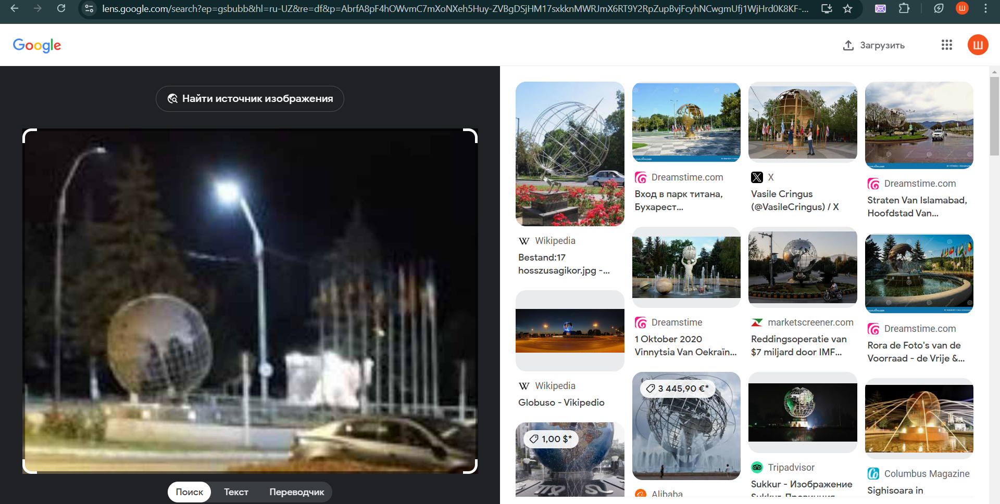 lens.google.com/search?ep=gsbubb&hl=ru-UZ&re=df&p=AbrfA8pF4hOWvmC7mXoNXeh5Huy-ZVBgDSjHM17sxkknMWRJmX6RT9Y2RpZupBvjFcyhNCwgmUfj1WjHrd0K8KF-...
Ш
Google
Загрузить
Ш
Найти источник изображения
Поиск
Текст
Переводчик
Wikipedia
Bestand:17
hosszusagikor.jpg -...
Wikipedia
Globuso - Vikipedio
1,00 $*
Dreamstime.com
Вход в парк титана,
Бухарест...
Dreamstime
1 Oktober 2020
Vinnytsia Van Oekraïn...
3 445,90 €*
Alibaba
X
Vasile Cringus
(@VasileCringus) / X
marketscreener.com
Reddingsoperatie van
$7 miljard door IMF...
Tripadvisor
Sukkur - Изображение
Sukkur, Провинция
Dreamstime.com
Straten Van Islamabad,
Hoofdstad Van...
Dreamstime.com
Rora de Foto's van de
Voorraad - de Vrije &...
Columbus Magazine
Sighisoara in